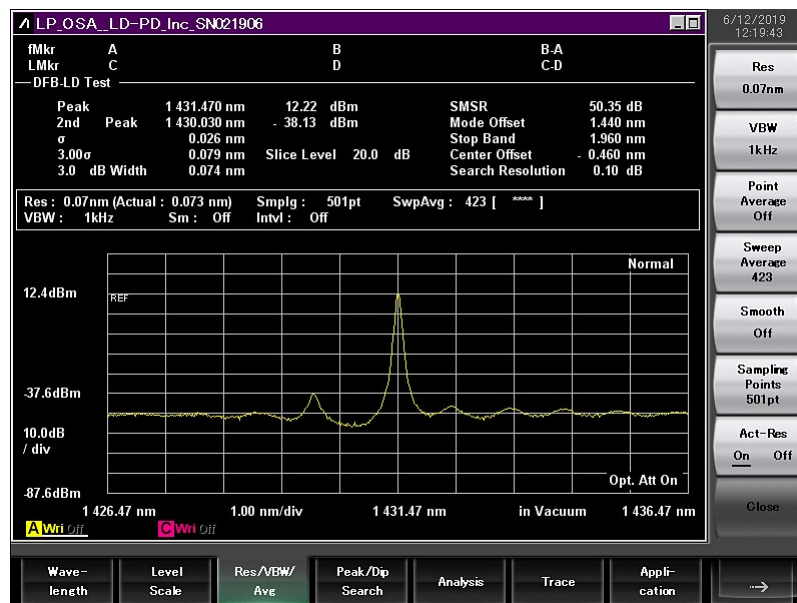 LP_OSA__LD-PD_Inc_SN021906
6/12/2019
12:19:43
fMkr A B B-A
LMkr C D C-D
DFB-LD Test
Peak 1 431.470 nm 12.22 dBm SMSR 50.35 dB
2nd Peak 1 430.030 nm - 38.13 dBm Mode Offset 1.440 nm
σ 0.026 nm Stop Band 1.960 nm
3.00σ 0.079 nm Slice Level 20.0 dB Center Offset - 0.460 nm
3.0 dB Width 0.074 nm Search Resolution 0.10 dB
Res : 0.07nm (Actual : 0.073 nm) Smplg : 501pt SwpAvg : 423 [ **** ]
VBW : 1kHz Sm : Off Intvl : Off
Normal
12.4dBm
REF
-37.6dBm
10.0dB
/ div
Opt. Att On
-87.6dBm
1 426.47 nm 1.00 nm/div 1 431.47 nm in Vacuum 1 436.47 nm
A Wri Off C Wri Off
Res
0.07nm
VBW
1kHz
Point
Average
Off
Sweep
Average
423
Smooth
Off
Sampling
Points
501pt
Act-Res
On Off
Close
Wave-
length
Level
Scale
Res/VBW/
Avg
Peak/Dip
Search
Analysis
Trace
Appli-
cation